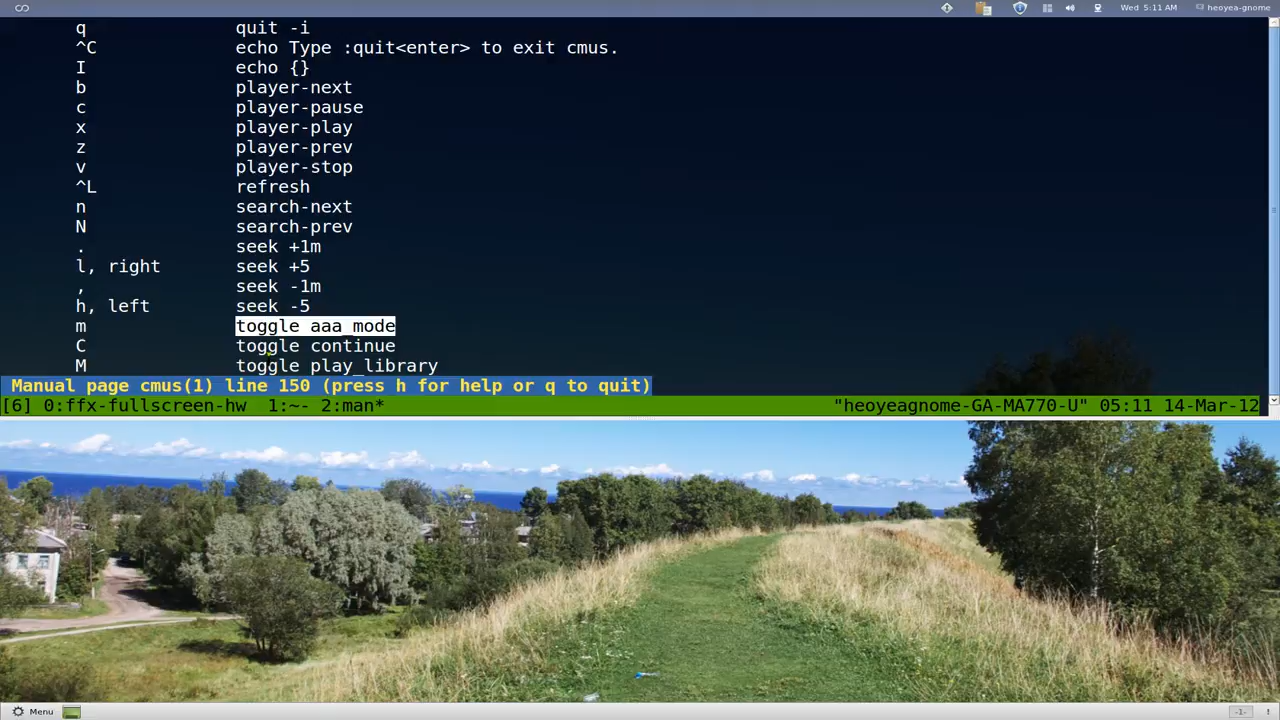 Wed 5:11 AM heoyea-gnome
q quit -i
^C echo Type :quit<enter> to exit cmus.
I echo {}
b player-next
c player-pause
x player-play
z player-prev
v player-stop
^L refresh
n search-next
N search-prev
. seek +1m
l, right seek +5
, seek -1m
h, left seek -5
m toggle aaa_mode
C toggle continue
M toggle play_library
Manual page cmus(1) line 150 (press h for help or q to quit)
[6] 0:ffx-fullscreen-hw 1:~- 2:man* "heoyeagnome-GA-MA770-U" 05:11 14-Mar-12
Menu -1-